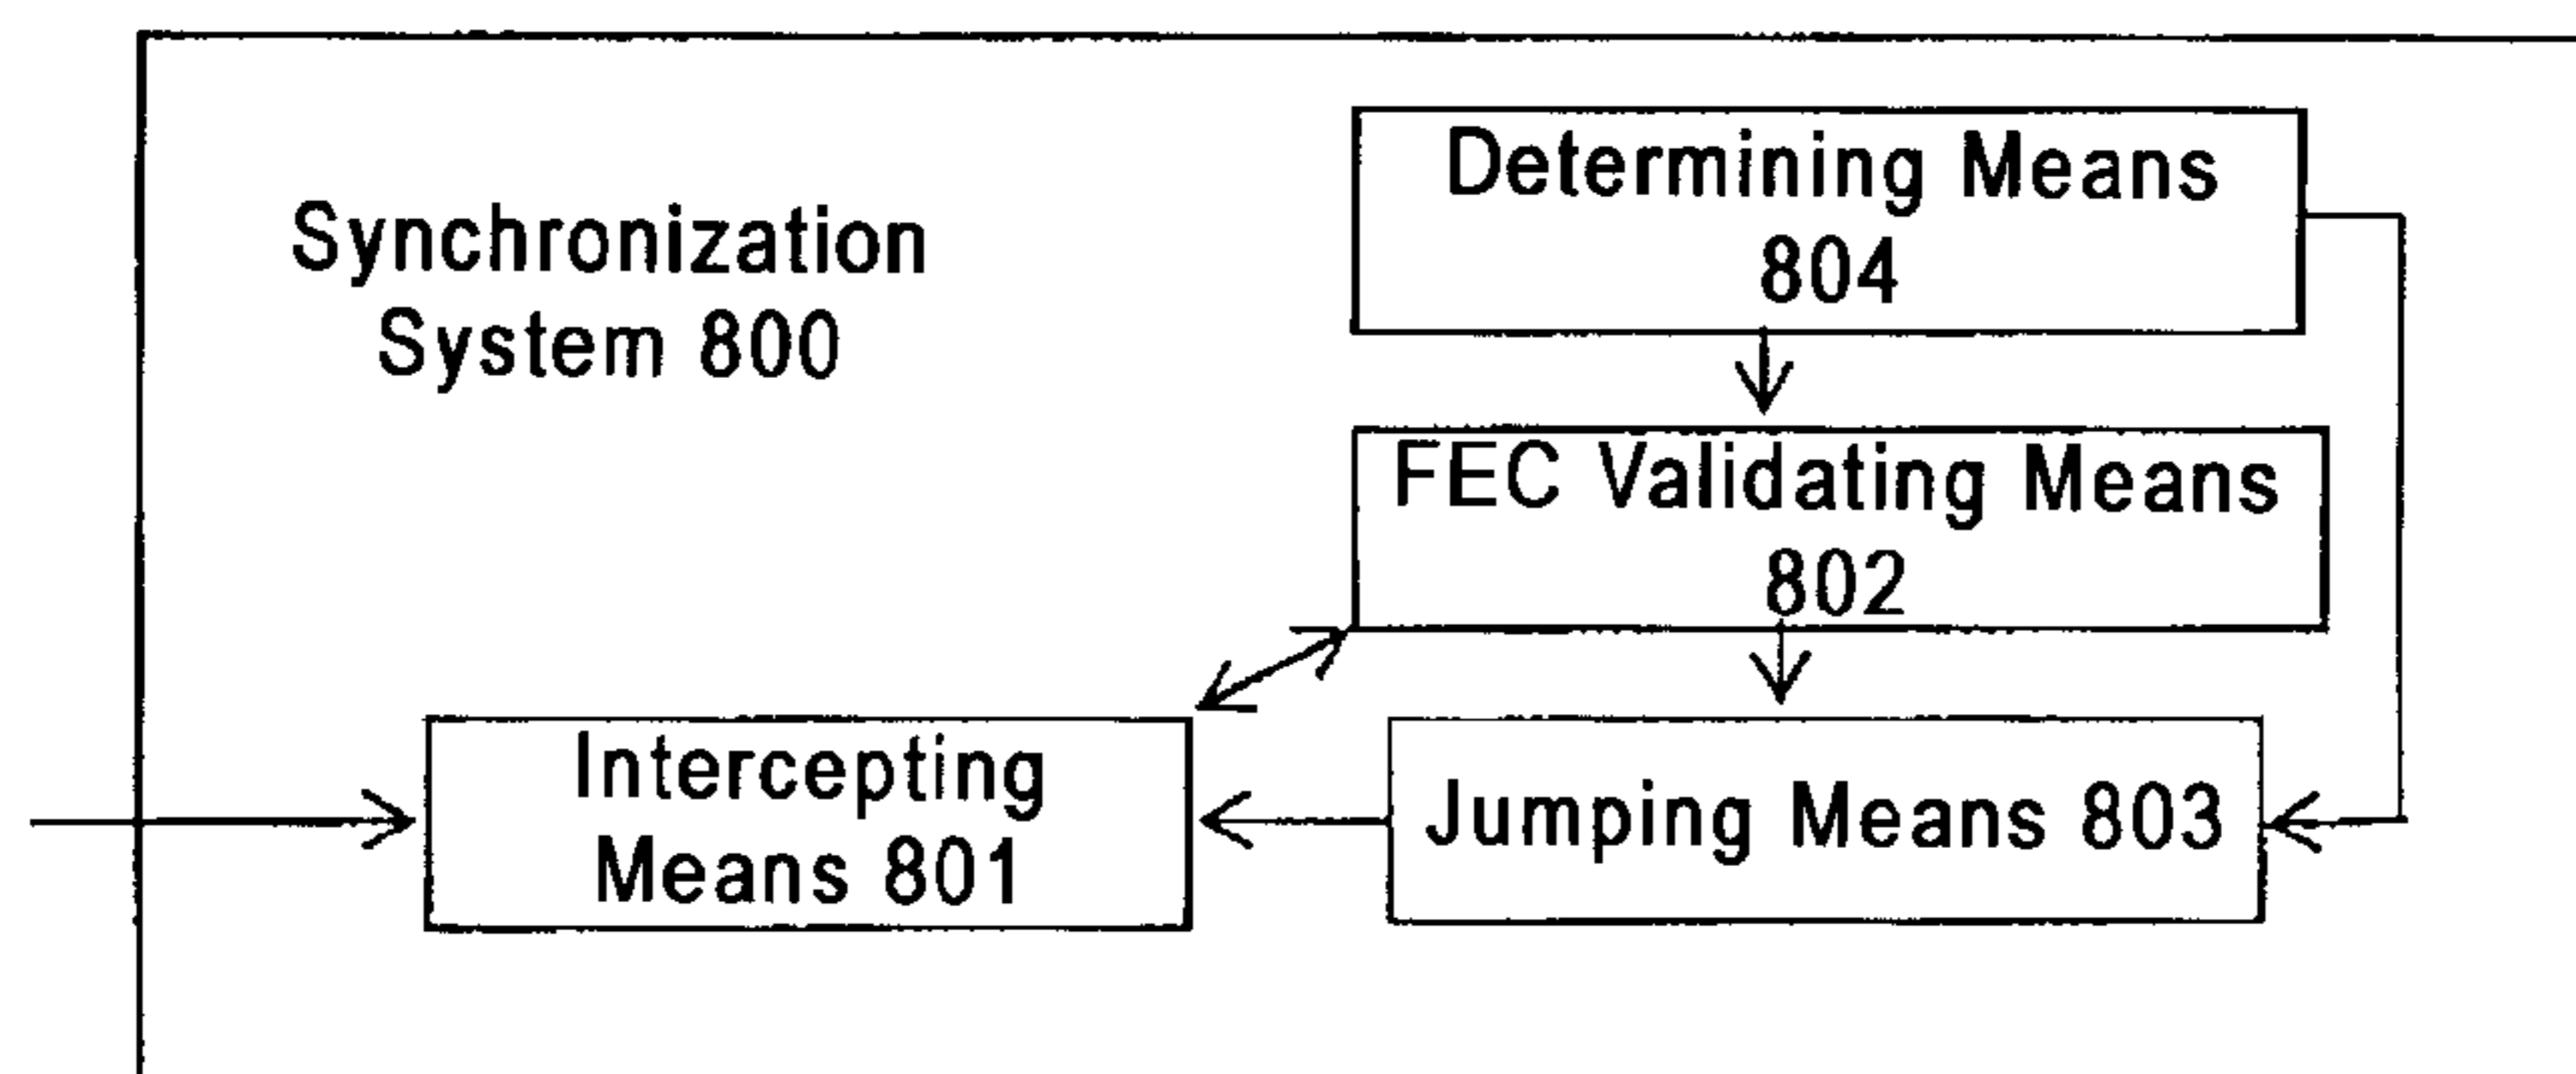 Synchronization
System 800
Determining Means
804
FEC Validating Means
802
Intercepting
Means 801
Jumping Means 803